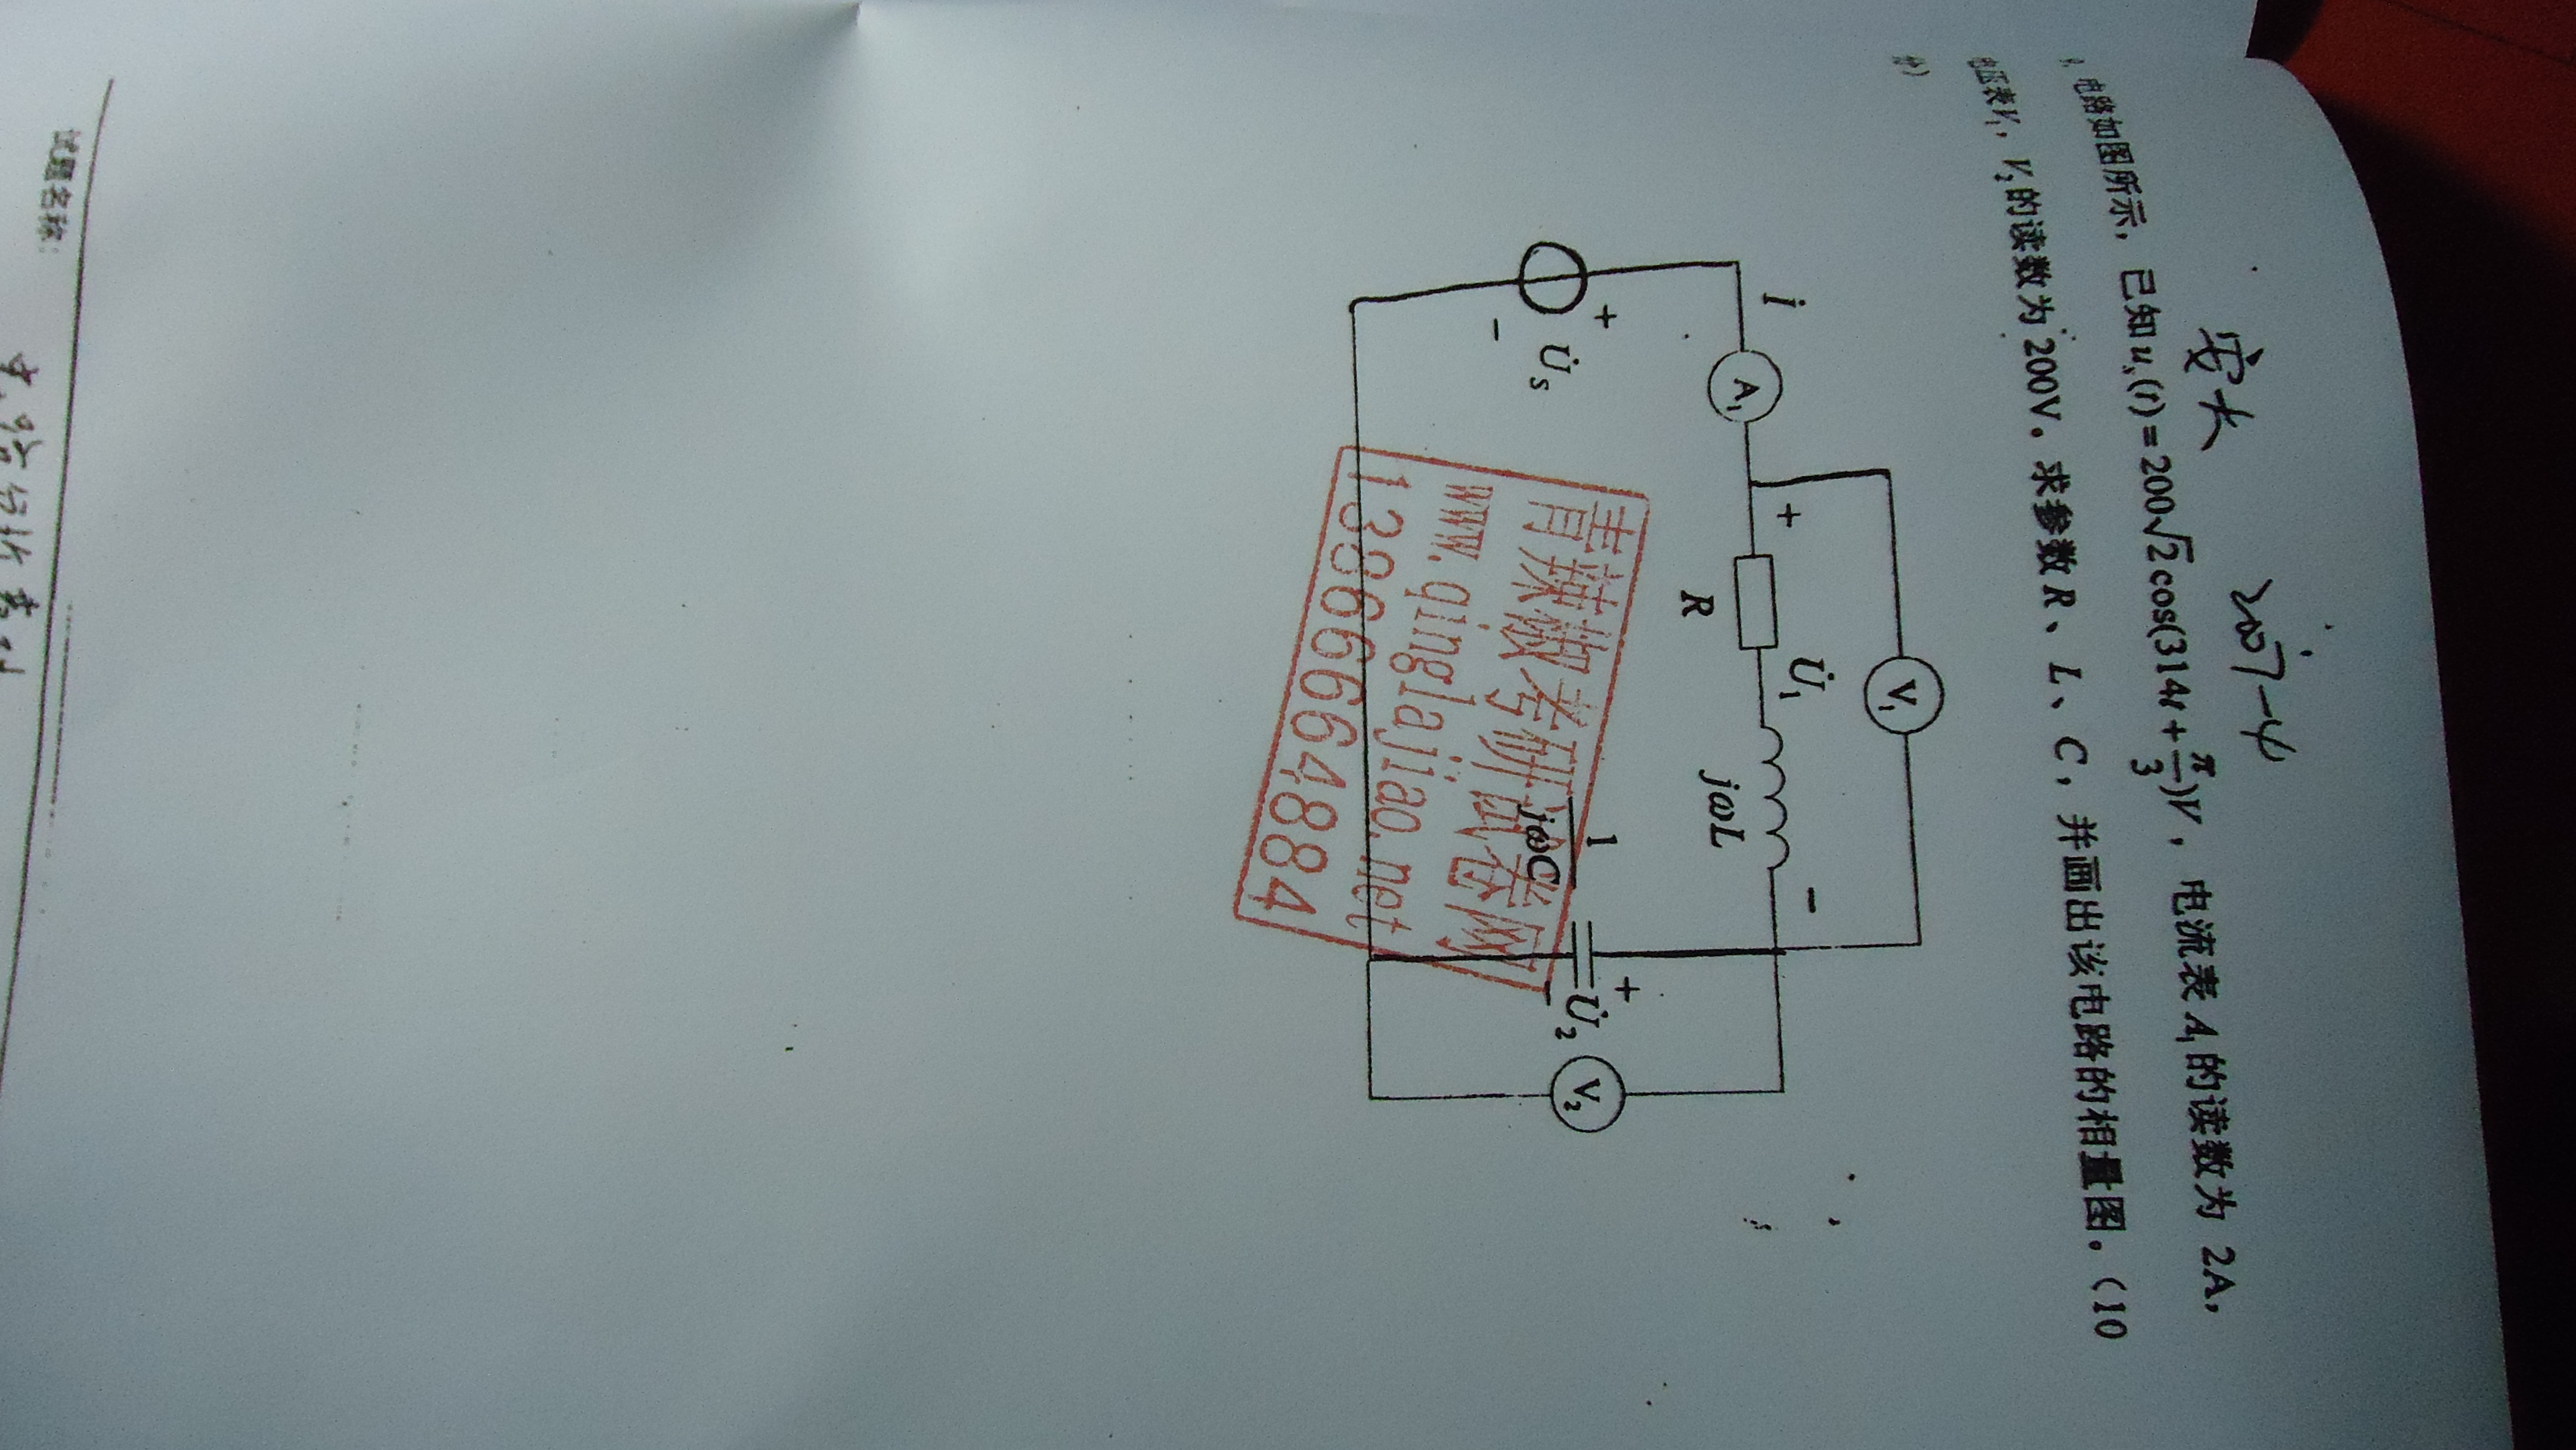 安大 2007-4
电路如图所示，已知u_s(t)=200√2cos(314t+π/3)V，电流表A₁的读数为 2A，
电压表V₁，V₂的读数为200V。求参数R、L、C，并画出该电路的相量图。（10
分）
V₁
i
A₁
+ U̇₁ −
R
jωL
+
U̇s
−
1
jωC
+
U̇₂
−
V₂
青辣椒考研试卷网
www.qinglajiao.net
13866664884
试题名称：